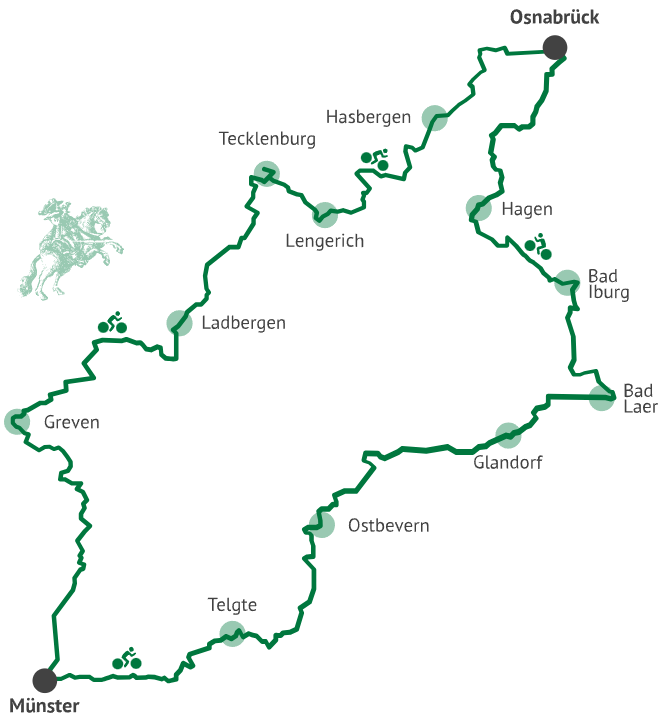 Osnabrück
Hasbergen
Tecklenburg
Hagen
Lengerich
Bad
Iburg
Ladbergen
Bad
Laer
Greven
Glandorf
Ostbevern
Telgte
Münster